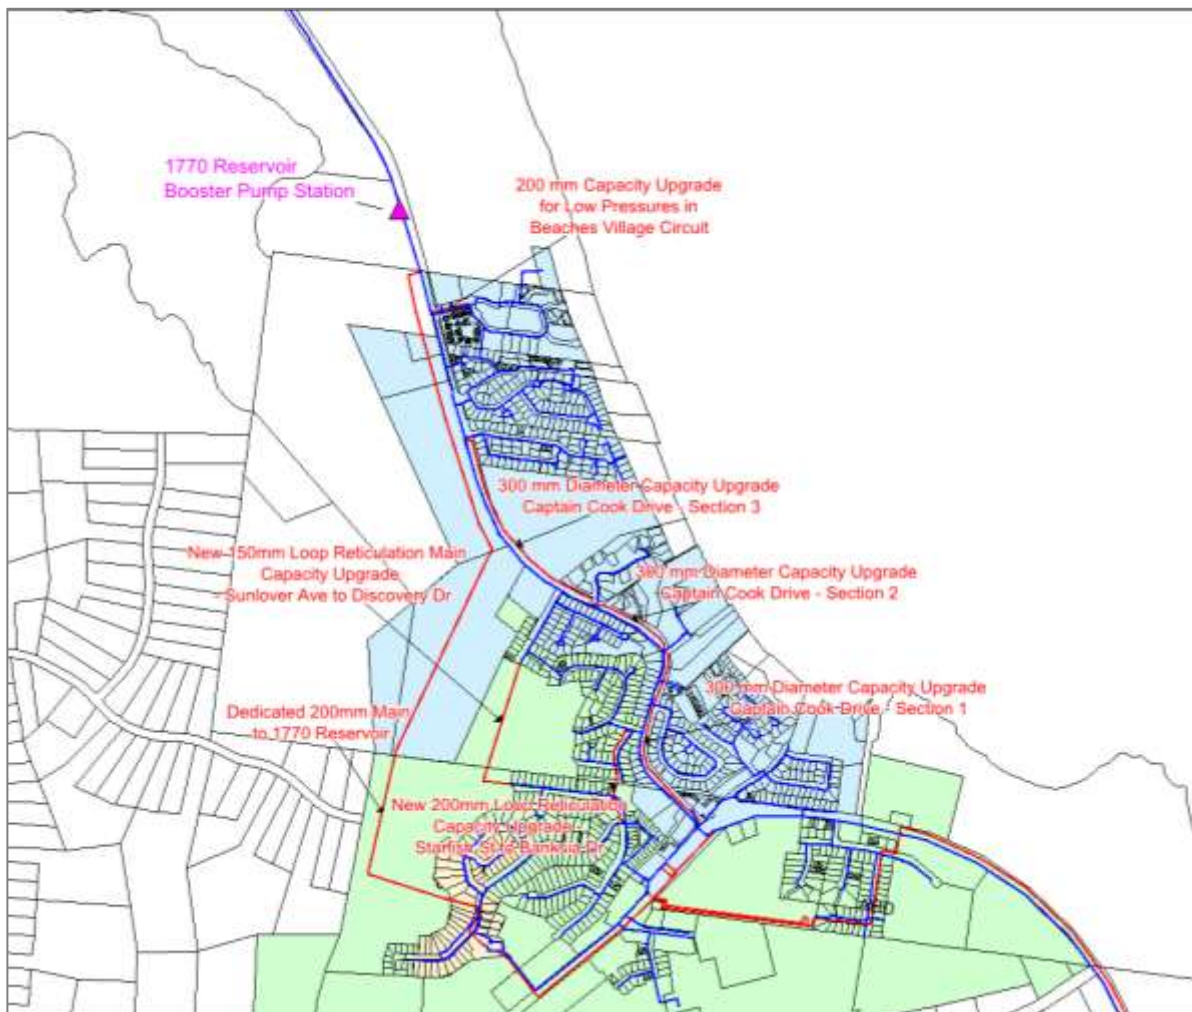 1770 Reservoir
Booster Pump Station
200 mm Capacity Upgrade
for Low Pressures in
Beaches Village Circuit
300 mm Diameter Capacity Upgrade
Captain Cook Drive - Section 3
New 150mm Loop Reticulation Main
Capacity Upgrade
- Sunlover Ave to Discovery Dr
300 mm Diameter Capacity Upgrade
Captain Cook Drive - Section 2
300 mm Diameter Capacity Upgrade
Captain Cook Drive - Section 1
Dedicated 200mm Main
to 1770 Reservoir
New 200mm Loop Reticulation
Capacity Upgrade -
Starfish St to Banksia Dr